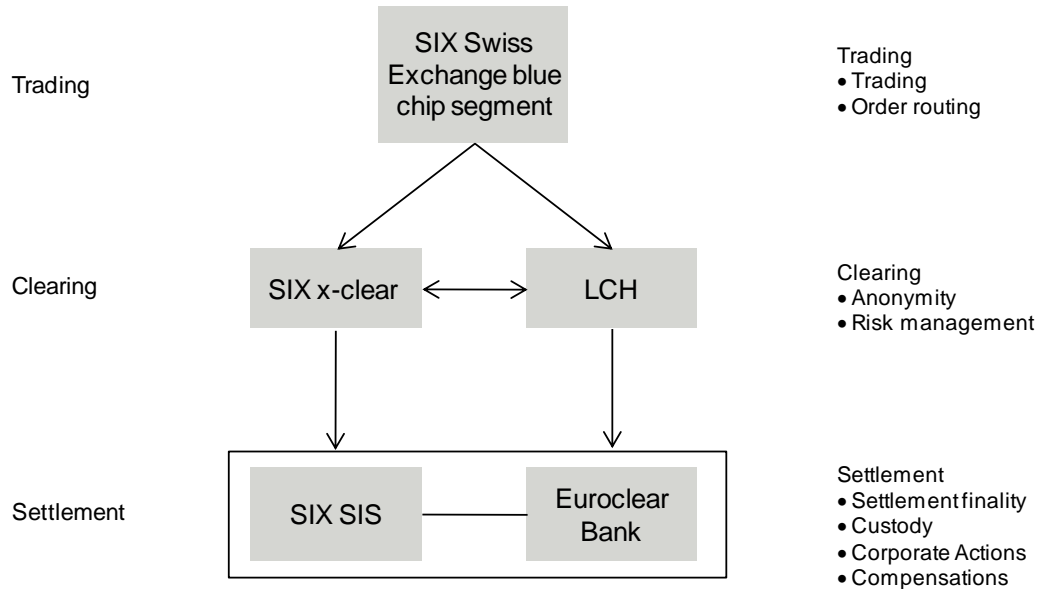 Trading
SIX Swiss
Exchange blue
chip segment
Trading
• Trading
• Order routing
Clearing
SIX x-clear
LCH
Clearing
• Anonymity
• Risk management
Settlement
SIX SIS
Euroclear
Bank
Settlement
• Settlement finality
• Custody
• Corporate Actions
• Compensations